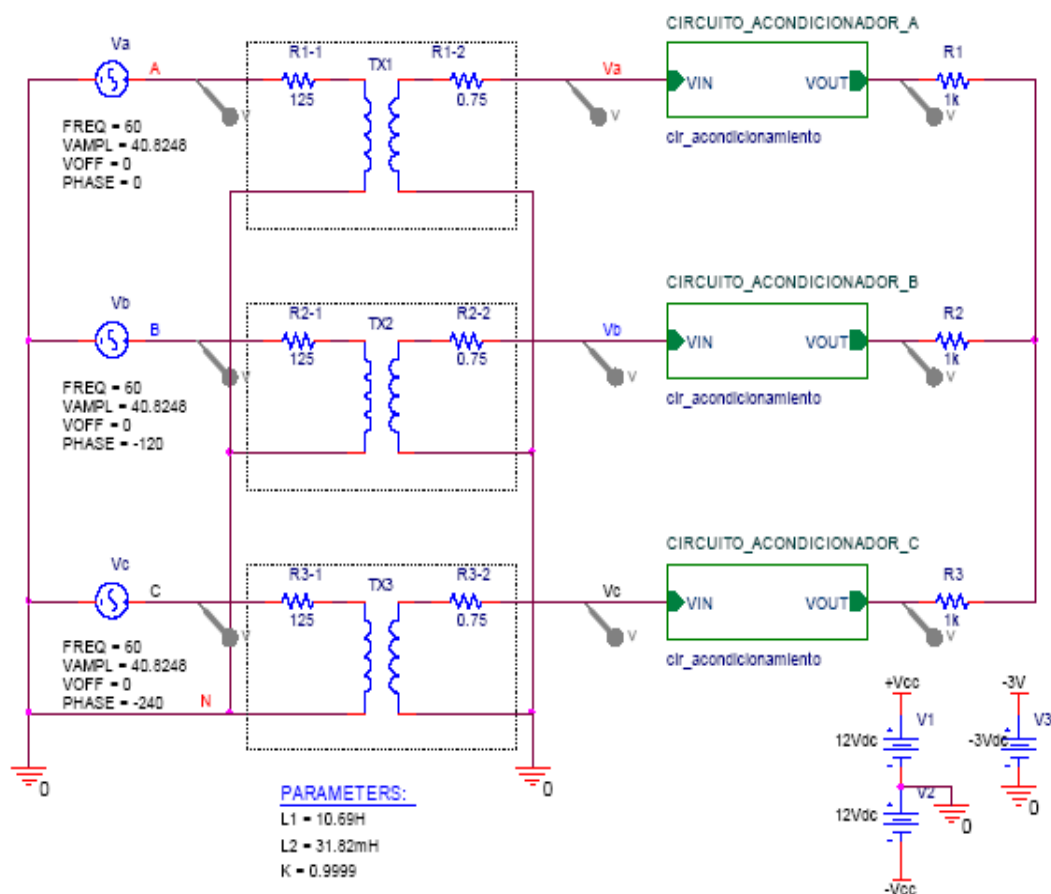 CIRCUITO_ACONDICIONADOR_A
Va
A
R1-1
125
TX1
R1-2
0.75
Va
VIN
VOUT
R1
1k
V
V
V
FREQ = 60
VAMPL = 40.8248
VOFF = 0
PHASE = 0
cir_acondicionamiento
CIRCUITO_ACONDICIONADOR_B
Vb
B
R2-1
125
TX2
R2-2
0.75
Vb
VIN
VOUT
R2
1k
V
V
V
FREQ = 60
VAMPL = 40.8248
VOFF = 0
PHASE = -120
cir_acondicionamiento
CIRCUITO_ACONDICIONADOR_C
Vc
C
R3-1
125
TX3
R3-2
0.75
Vc
VIN
VOUT
R3
1k
V
V
V
FREQ = 60
VAMPL = 40.8248
VOFF = 0
PHASE = -240
cir_acondicionamiento
N
0
0
PARAMETERS:
L1 = 10.69H
L2 = 31.82mH
K = 0.9999
+Vcc
V1
12Vdc
V2
12Vdc
0
-Vcc
-3V
V3
-3Vdc
0